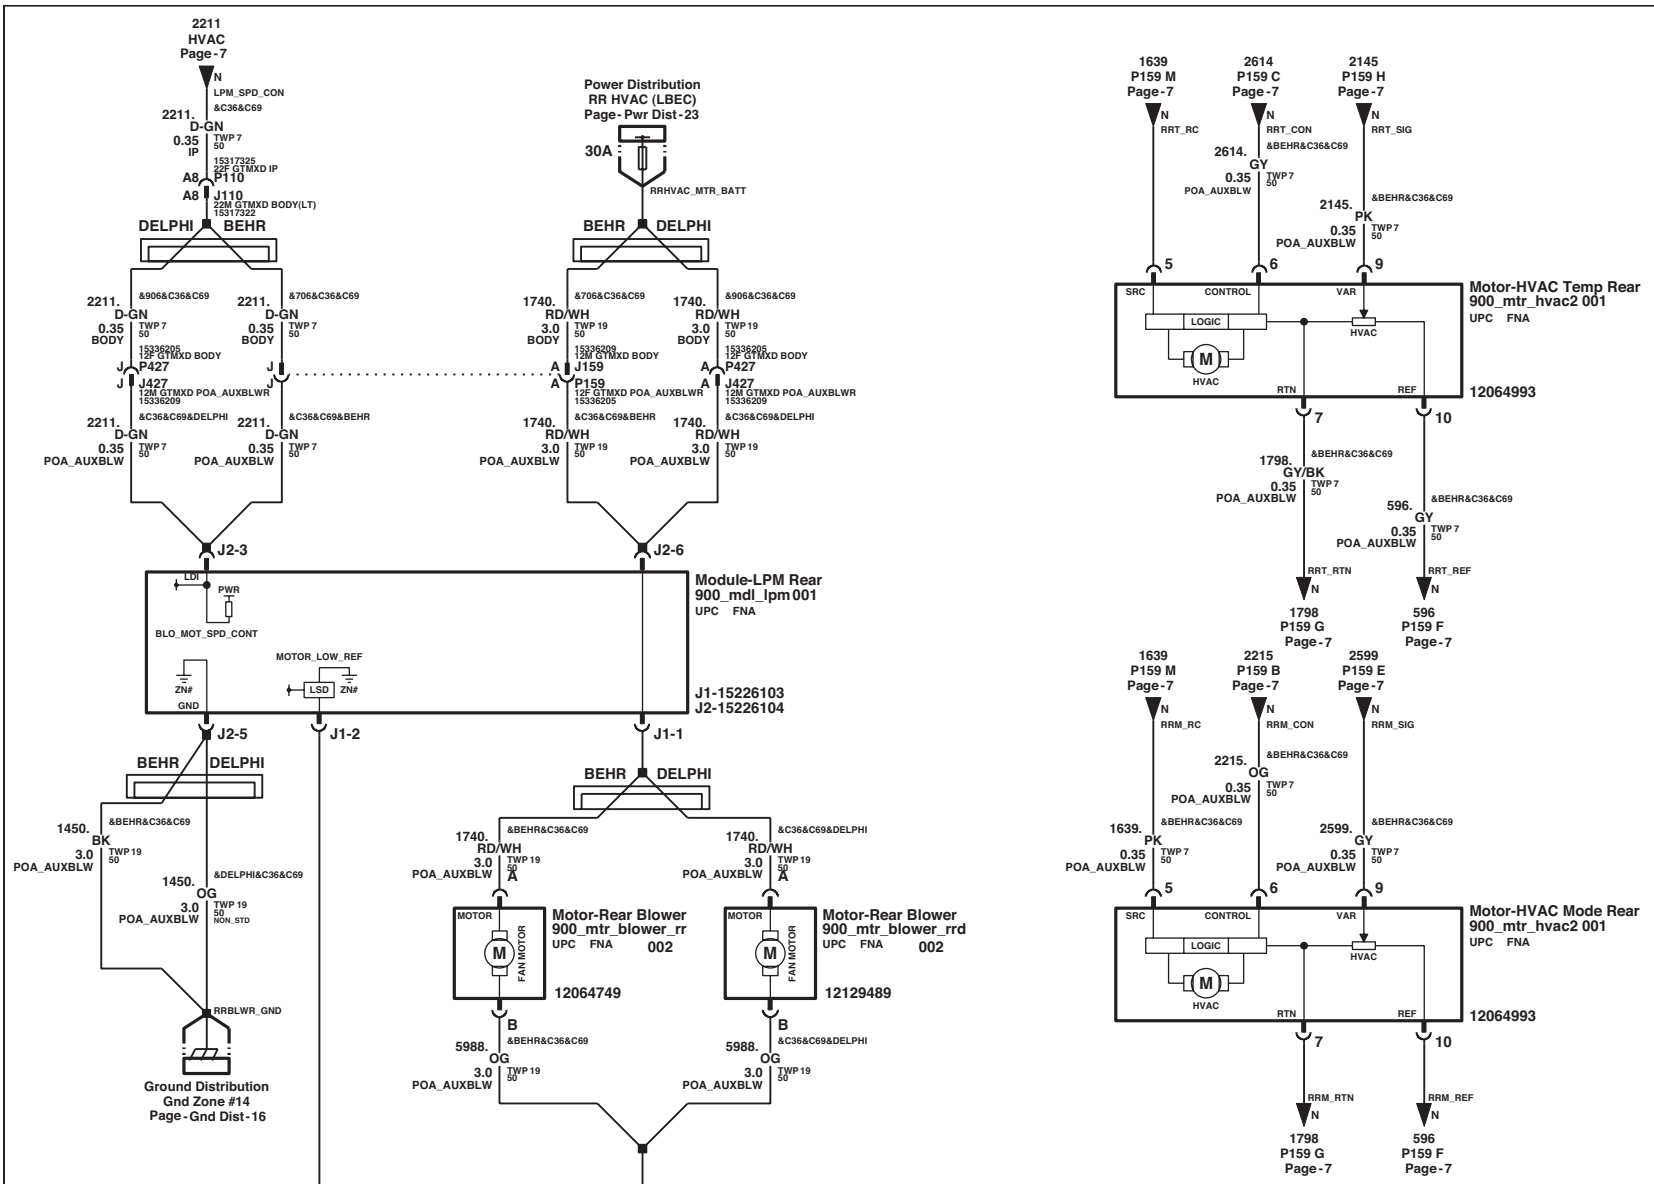 2211
HVAC
Page-7
N
LPM_SPD_CON
&C36&C69
2211.
D-GN
0.35
IP
TWP 7
50
15317325
22F GTMXD IP
A8 P110
A8 J110
22M GTMXD BODY(LT)
15317322
DELPHI BEHR
2211.
D-GN
0.35
BODY
&906&C36&C69
TWP 7
50
15336205
12F GTMXD BODY
J P427
J J427
12M GTMXD POA_AUXBLWR
15336209
&C36&C69&DELPHI
2211.
D-GN
0.35
POA_AUXBLW
TWP 7
50
2211.
D-GN
0.35
BODY
&706&C36&C69
TWP 7
50
J
J
&C36&C69&BEHR
2211.
D-GN
0.35
POA_AUXBLW
TWP 7
50
J2-3
Power Distribution
RR HVAC (LBEC)
Page-Pwr Dist-23
30A
RRHVAC_MTR_BATT
BEHR DELPHI
1740.
RD/WH
3.0
BODY
&706&C36&C69
TWP 19
50
15336209
12M GTMXD BODY
A J159
A P159
12F GTMXD POA_AUXBLWR
15336205
&C36&C69&BEHR
1740.
RD/WH
3.0
POA_AUXBLW
TWP 19
50
1740.
RD/WH
3.0
BODY
&906&C36&C69
TWP 19
50
15336205
12F GTMXD BODY
A P427
A J427
12M GTMXD POA_AUXBLWR
15336209
&C36&C69&DELPHI
1740.
RD/WH
3.0
POA_AUXBLW
TWP 19
50
J2-6
LDI
PWR
BLO_MOT_SPD_CONT
MOTOR_LOW_REF
ZN#
GND
LSD
ZN#
Module-LPM Rear
900_mdl_lpm 001
UPC FNA
J1-15226103
J2-15226104
J2-5
J1-2
J1-1
BEHR DELPHI
&BEHR&C36&C69
1450.
BK
3.0
POA_AUXBLW
TWP 19
50
&DELPHI&C36&C69
1450.
OG
3.0
POA_AUXBLW
TWP 19
50
NON_STD
RRBLWR_GND
Ground Distribution
Gnd Zone #14
Page-Gnd Dist-16
BEHR DELPHI
1740.
RD/WH
3.0
POA_AUXBLW
&BEHR&C36&C69
TWP 19
50
A
MOTOR
M
FAN MOTOR
Motor-Rear Blower
900_mtr_blower_rr
UPC FNA 002
12064749
B
&BEHR&C36&C69
5988.
OG
3.0
POA_AUXBLW
TWP 19
50
1740.
RD/WH
3.0
POA_AUXBLW
&C36&C69&DELPHI
TWP 19
50
A
MOTOR
M
FAN MOTOR
Motor-Rear Blower
900_mtr_blower_rrd
UPC FNA 002
12129489
B
&C36&C69&DELPHI
5988.
OG
3.0
POA_AUXBLW
TWP 19
50
1639
P159 M
Page-7
N
RRT_RC
2614
P159 C
Page-7
N
RRT_CON
&BEHR&C36&C69
2614.
GY
0.35
POA_AUXBLW
TWP 7
50
2145
P159 H
Page-7
N
RRT_SIG
&BEHR&C36&C69
2145.
PK
0.35
POA_AUXBLW
TWP 7
50
5
6
9
SRC
CONTROL
VAR
LOGIC
HVAC
M
HVAC
RTN
REF
Motor-HVAC Temp Rear
900_mtr_hvac2 001
UPC FNA
12064993
7
10
&BEHR&C36&C69
1798.
GY/BK
0.35
POA_AUXBLW
TWP 7
50
&BEHR&C36&C69
596.
GY
0.35
POA_AUXBLW
TWP 7
50
RRT_RTN
N
1798
P159 G
Page-7
RRT_REF
N
596
P159 F
Page-7
1639
P159 M
Page-7
N
RRM_RC
2215
P159 B
Page-7
N
RRM_CON
&BEHR&C36&C69
2215.
OG
0.35
POA_AUXBLW
TWP 7
50
2599
P159 E
Page-7
N
RRM_SIG
1639.
PK
0.35
POA_AUXBLW
&BEHR&C36&C69
TWP 7
50
2599.
GY
0.35
POA_AUXBLW
&BEHR&C36&C69
TWP 7
50
5
6
9
SRC
CONTROL
VAR
LOGIC
HVAC
M
HVAC
RTN
REF
Motor-HVAC Mode Rear
900_mtr_hvac2 001
UPC FNA
12064993
7
10
RRM_RTN
N
1798
P159 G
Page-7
RRM_REF
N
596
P159 F
Page-7